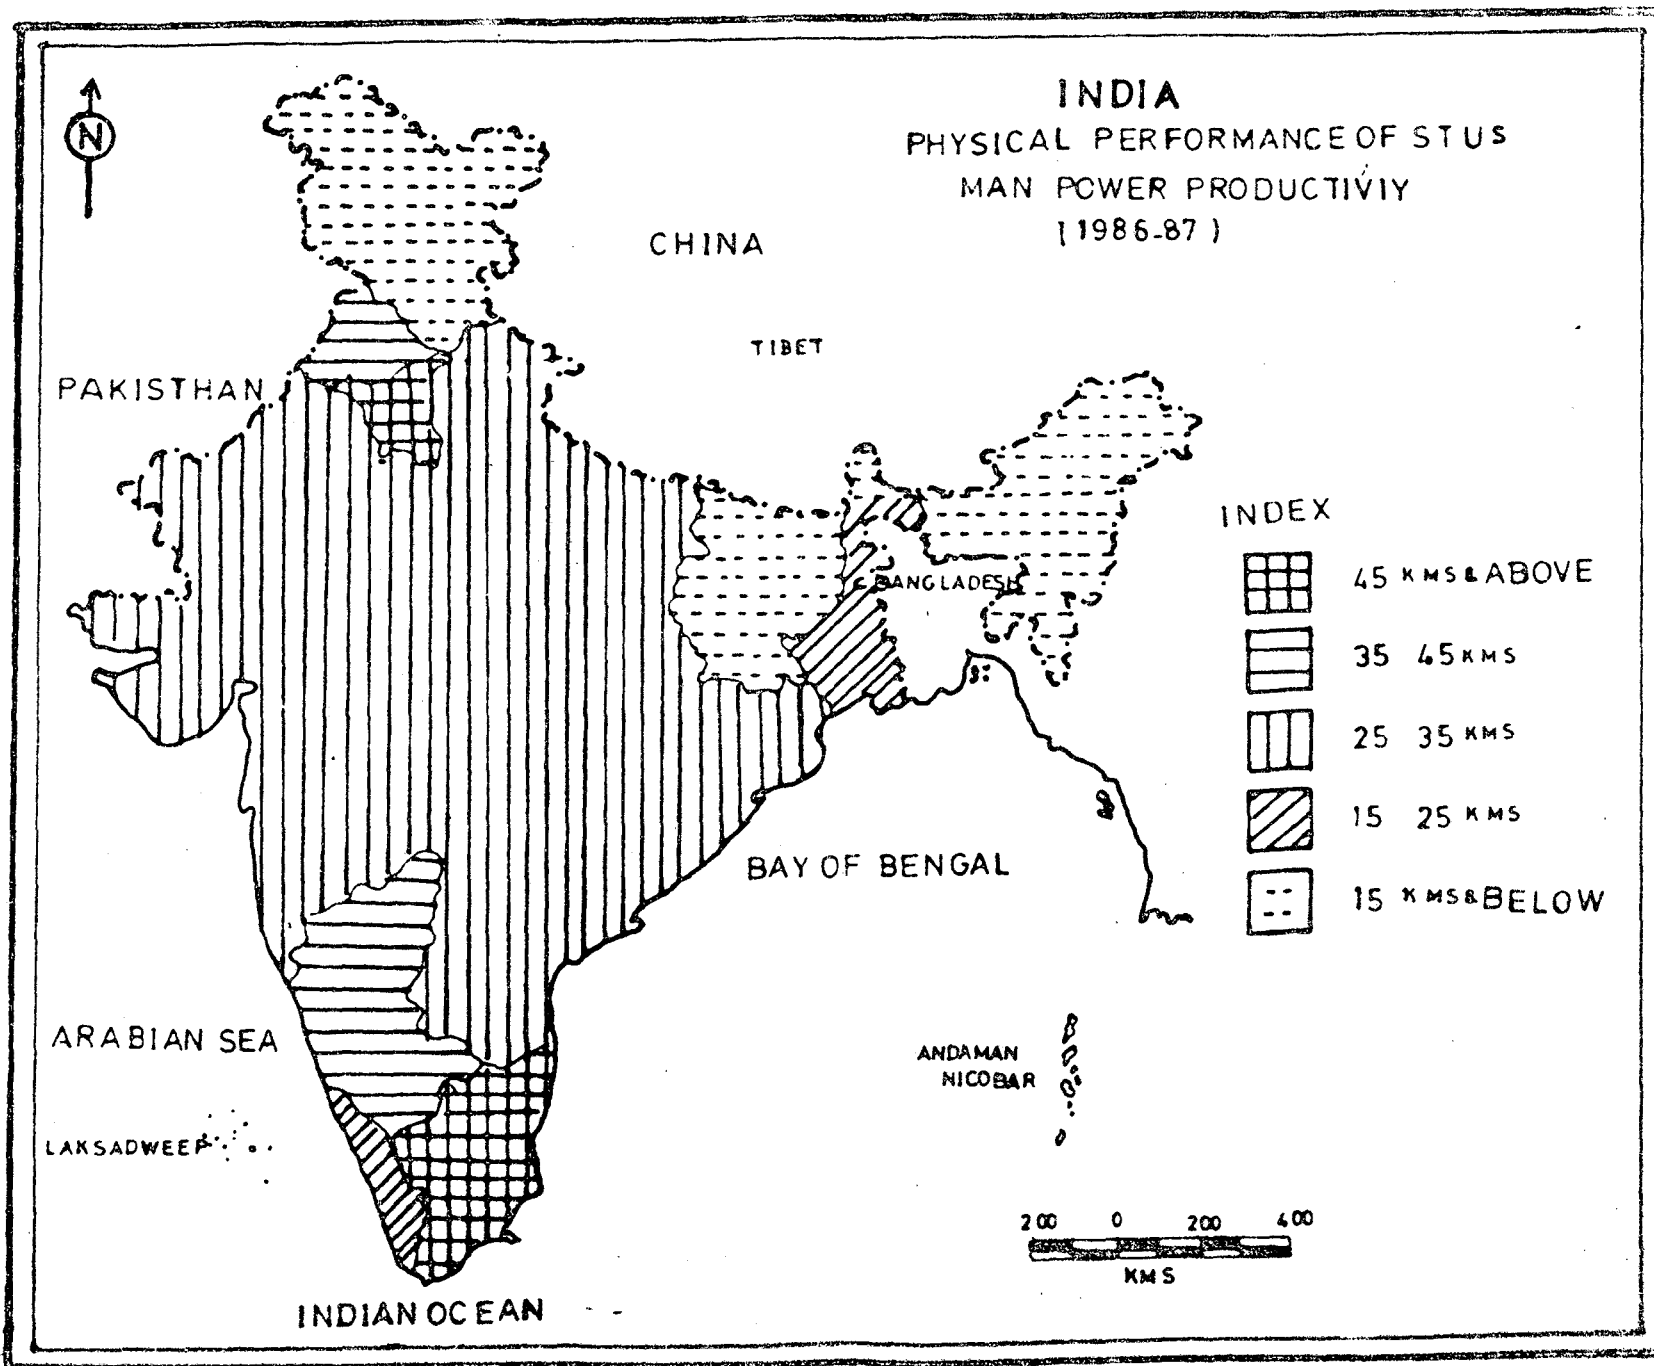 INDIA
PHYSICAL PERFORMANCE OF STUS
MAN POWER PRODUCTIVIY
[1986-87)
N
CHINA
TIBET
PAKISTHAN
BANGLADESH
INDEX
45 KMS & ABOVE
35 45 KMS
25 35 KMS
15 25 KMS
15 KMS & BELOW
BAY OF BENGAL
ARABIAN SEA
ANDAMAN
NICOBAR
LAKSADWEEP
200 0 200 400
KMS
INDIAN OCEAN